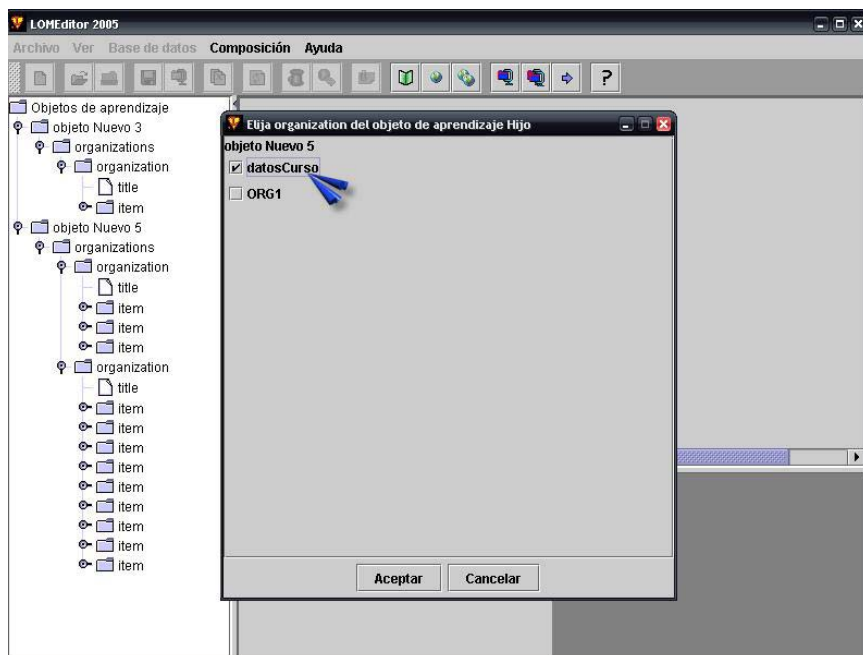 LOMEditor 2005
Archivo Ver Base de datos Composición Ayuda
?
Objetos de aprendizaje
objeto Nuevo 3
organizations
organization
title
item
objeto Nuevo 5
organizations
organization
title
item
item
item
organization
title
item
item
item
item
item
item
item
item
item
Elija organization del objeto de aprendizaje Hijo
objeto Nuevo 5
datosCurso
ORG1
Aceptar Cancelar